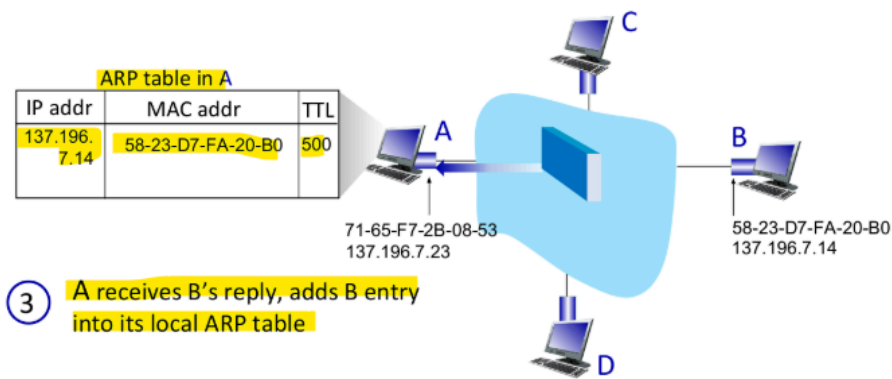 C
ARP table in A
IP addr MAC addr TTL
137.196.
7.14
58-23-D7-FA-20-B0 500
A
B
71-65-F7-2B-08-53
137.196.7.23
58-23-D7-FA-20-B0
137.196.7.14
3
A receives B's reply, adds B entry
into its local ARP table
D